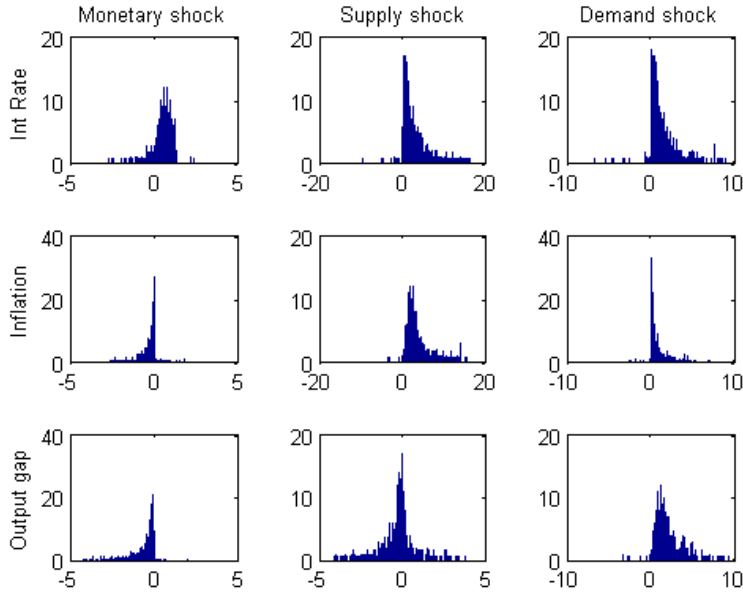 Monetary shock Supply shock Demand shock
Int Rate
20 20 20
10 10 10
0 0 0
-5 0 5 -20 0 20 -10 0 10
Inflation
40 20 40
20 10 20
0 0 0
-5 0 5 -20 0 20 -10 0 10
Output gap
40 20 20
20 10 10
0 0 0
-5 0 5 -5 0 5 -10 0 10